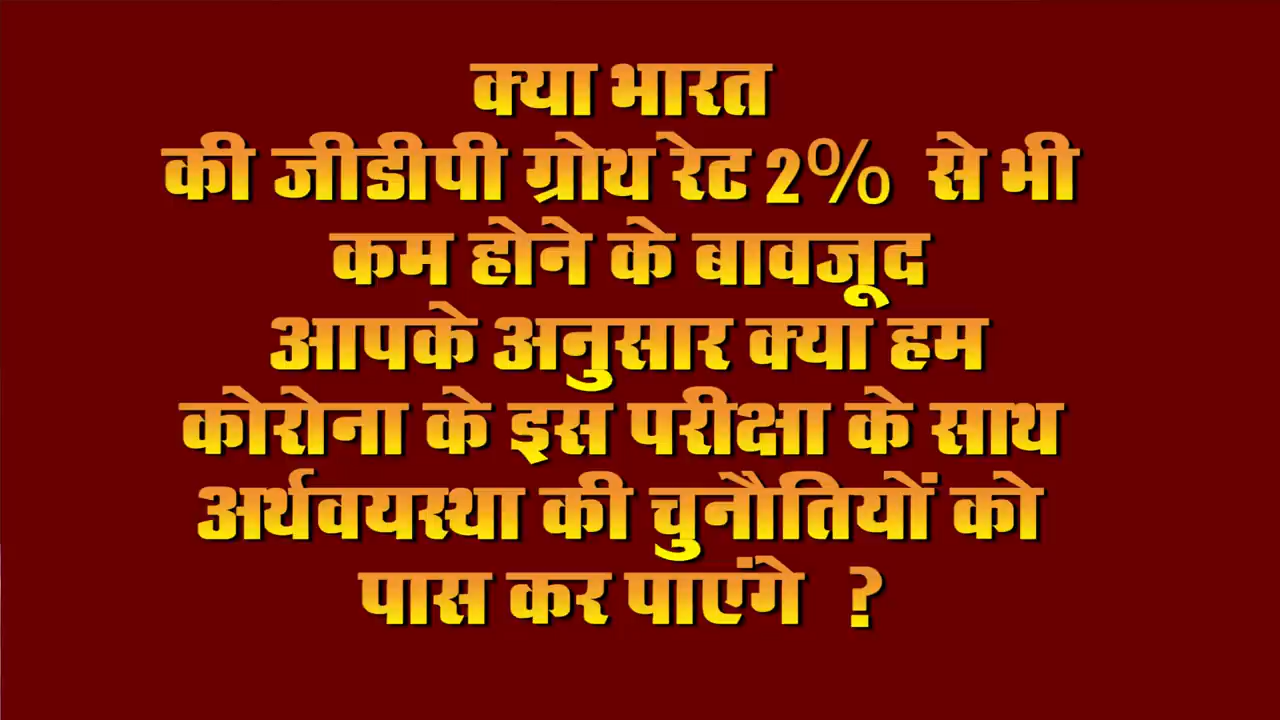 क्या भारत
की जीडीपी ग्रोथ रेट 2% से भी
कम होने के बावजूद
आपके अनुसार क्या हम
कोरोना के इस परीक्षा के साथ
अर्थवयस्था की चुनौतियों को
पास कर पाएंगे ?